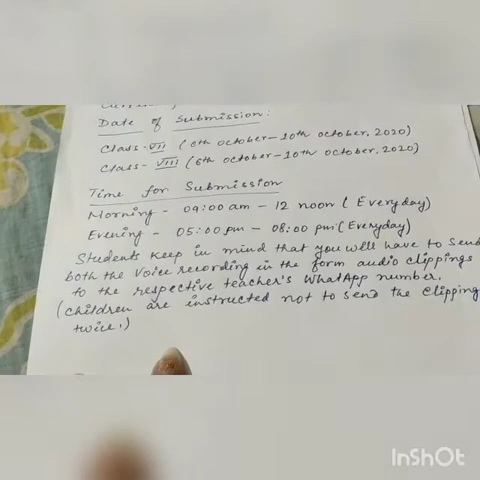 Date of Submission:
Class-VII (6th october-10th october, 2020)
Class- VIII (6th october-10th october, 2020)
Time for Submission
Morning - 09:00 am - 12 noon ( Everyday)
Evening - 05:00 pm - 08:00 pm (Everyday)
Students keep in mind that you will have to send
both the voice recording in the form audio clippings
to the respective teacher's WhatApp number.
(children are instructed not to send the clipping
twice.)
InShOt